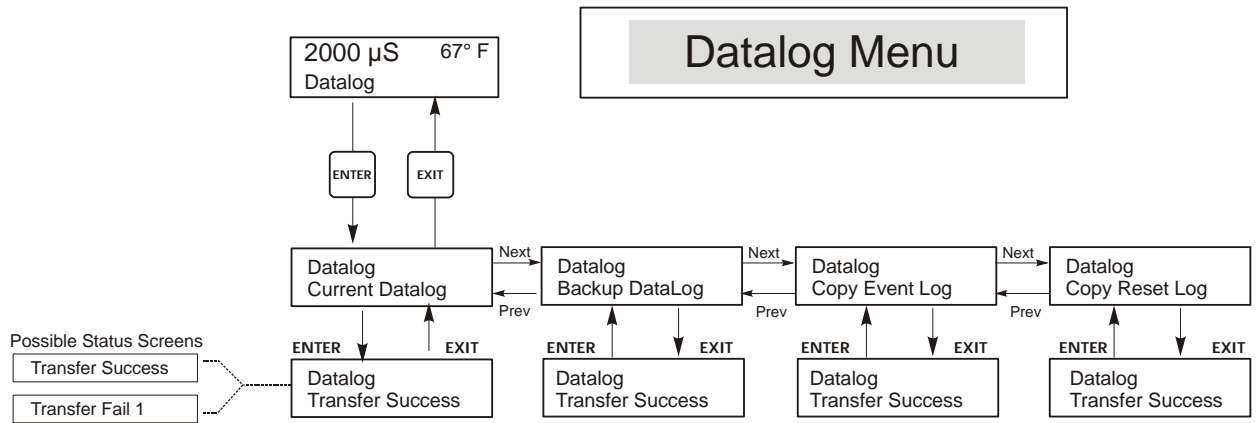 Datalog Menu
2000 µS 67° F
Datalog
ENTER
EXIT
Datalog
Current Datalog
Next
Prev
Datalog
Backup DataLog
Next
Prev
Datalog
Copy Event Log
Next
Prev
Datalog
Copy Reset Log
Possible Status Screens
Transfer Success
Transfer Fail 1
ENTER
EXIT
Datalog
Transfer Success
ENTER
EXIT
Datalog
Transfer Success
ENTER
EXIT
Datalog
Transfer Success
ENTER
EXIT
Datalog
Transfer Success